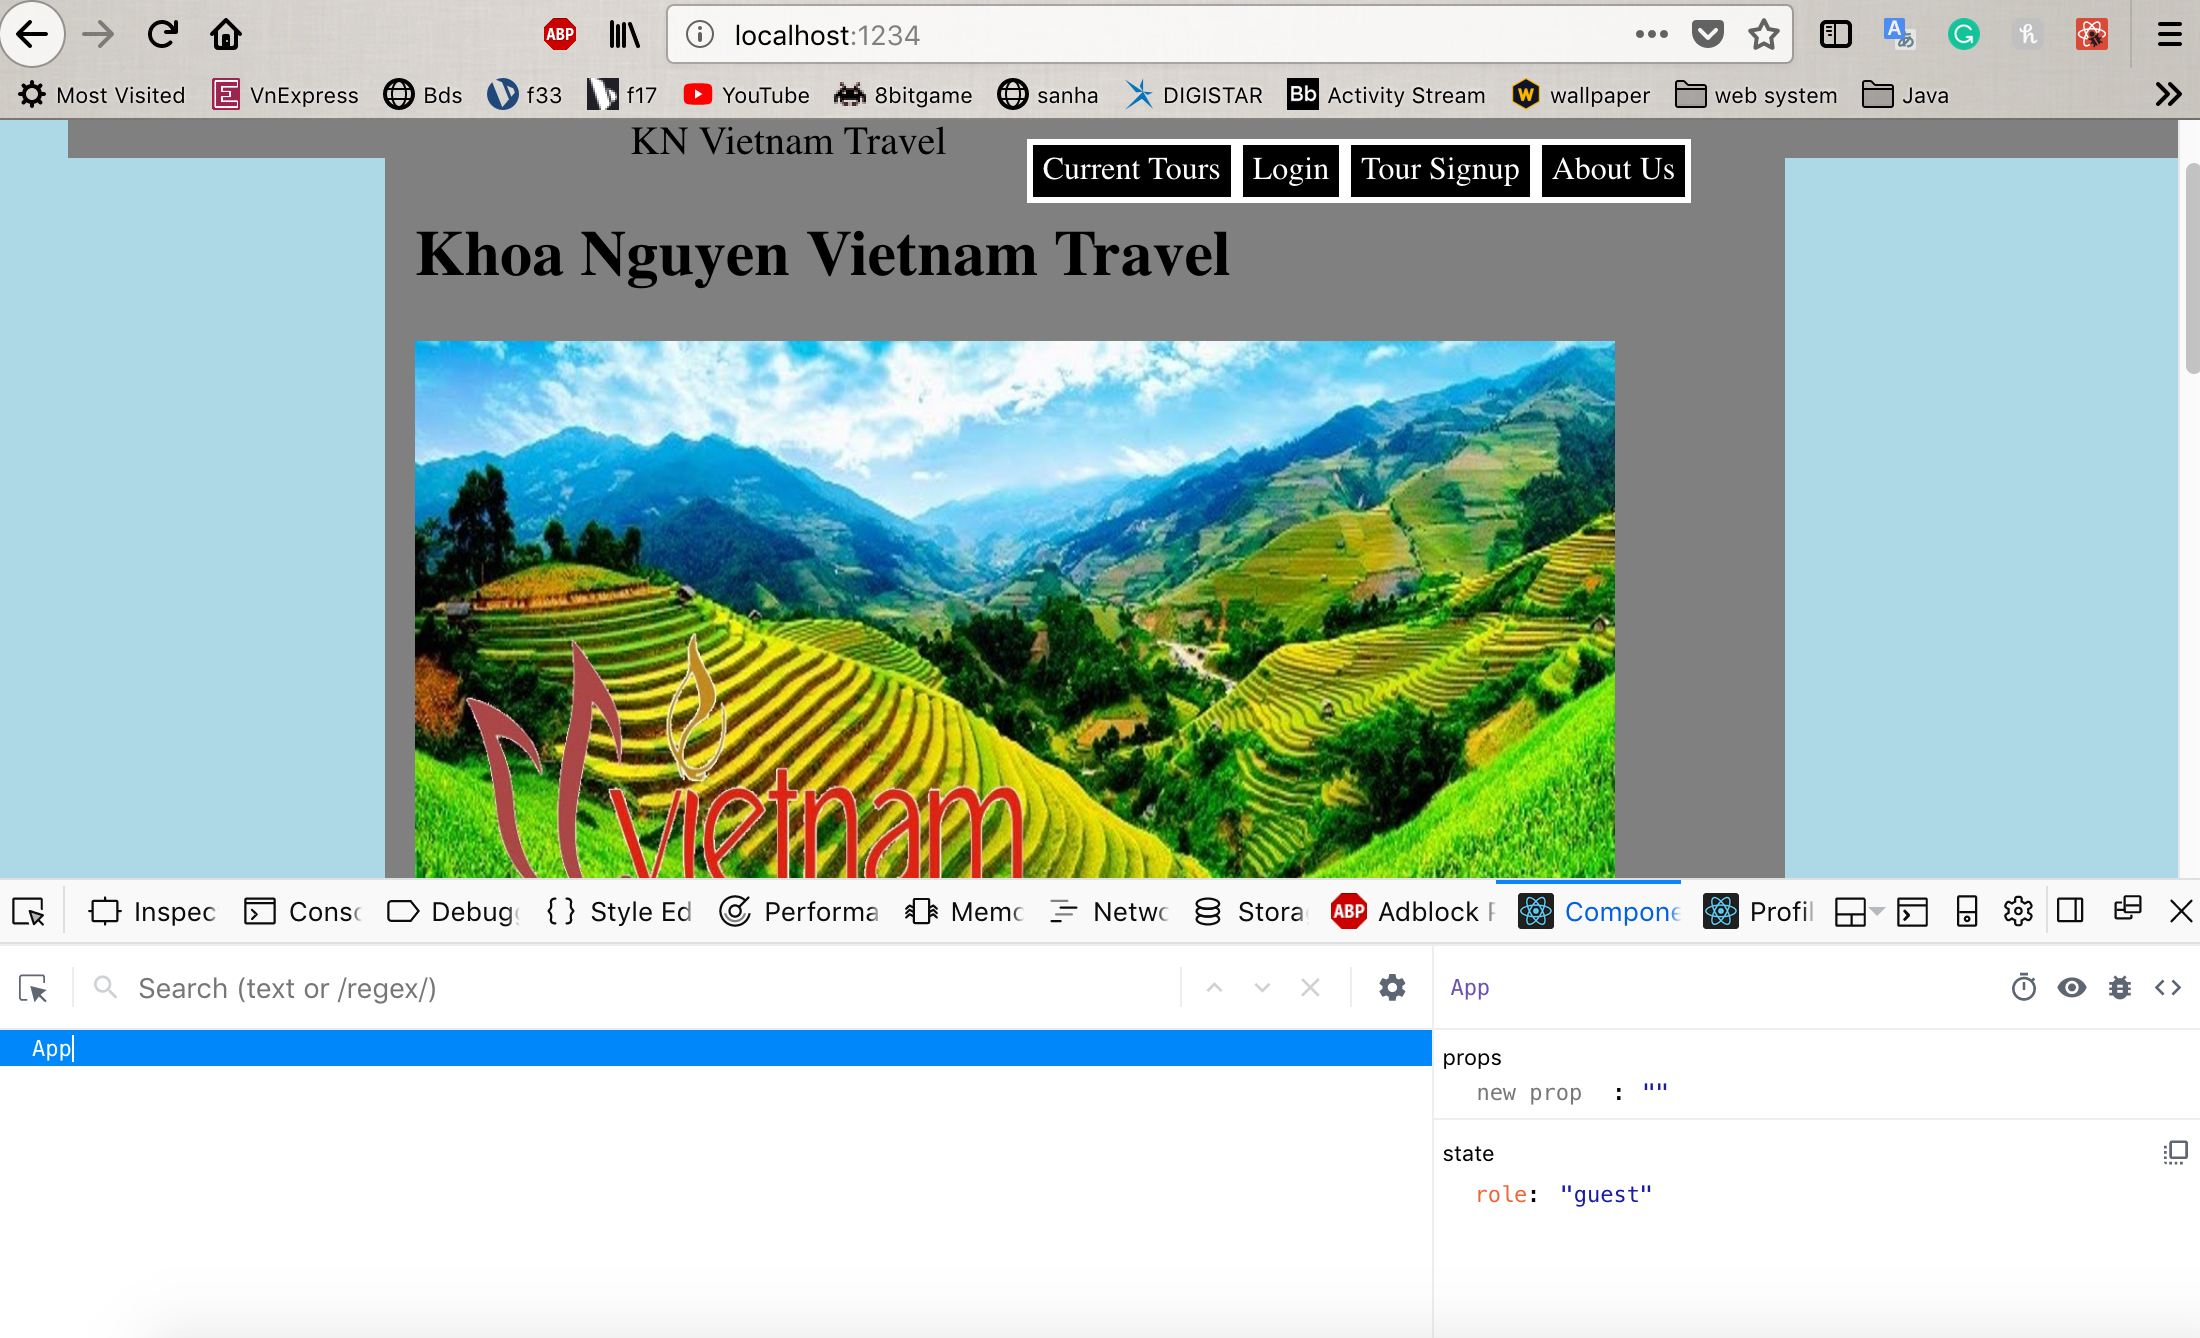 ABP
localhost:1234
Most Visited
VnExpress
Bds
f33
f17
YouTube
8bitgame
sanha
DIGISTAR
Bb Activity Stream
wallpaper
web system
Java
KN Vietnam Travel
Current Tours
Login
Tour Signup
About Us
Khoa Nguyen Vietnam Travel
vietnam
Inspec
Consc
Debug
Style Ed
Performa
Memo
Netwo
Stora
ABP Adblock
Compone
Profil
Search (text or /regex/)
App
App
props
new prop : ""
state
role: "guest"